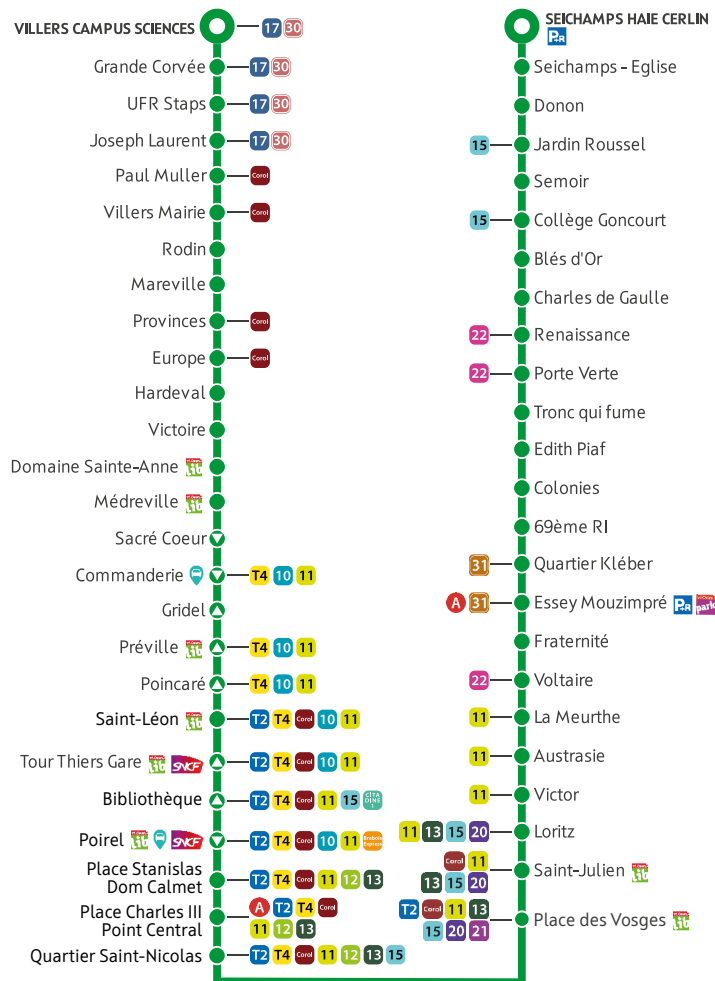 VILLERS CAMPUS SCIENCES 17 30
Grande Corvée 17 30
UFR Staps 17 30
Joseph Laurent 17 30
Paul Muller Corol
Villers Mairie Corol
Rodin
Mareville
Provinces Corol
Europe Corol
Hardeval
Victoire
Domaine Sainte-Anne
Médreville
Sacré Coeur
Commanderie T4 10 11
Gridel
Préville T4 10 11
Poincaré T4 10 11
Saint-Léon T2 T4 Corol 10 11
Tour Thiers Gare SNCF T2 T4 Corol 10 11
Bibliothèque T2 T4 Corol 11 15 CITADINE 1
Poirel SNCF T2 T4 Corol 10 11 Brabois Express
Place Stanislas
Dom Calmet T2 T4 Corol 11 12 13
Place Charles III A T2 T4 Corol
Point Central 11 12 13
Quartier Saint-Nicolas T2 T4 Corol 11 12 13 15
SEICHAMPS HAIE CERLIN
P+R
Seichamps - Eglise
Donon
15 Jardin Roussel
Semoir
15 Collège Goncourt
Blés d'Or
Charles de Gaulle
22 Renaissance
22 Porte Verte
Tronc qui fume
Edith Piaf
Colonies
69ème RI
31 Quartier Kléber
A 31 Essey Mouzimpré P+R park
Fraternité
22 Voltaire
11 La Meurthe
11 Austrasie
11 Victor
11 13 15 20 Loritz
Corol 11
13 15 20 Saint-Julien
T2 Corol 11 13
15 20 21 Place des Vosges